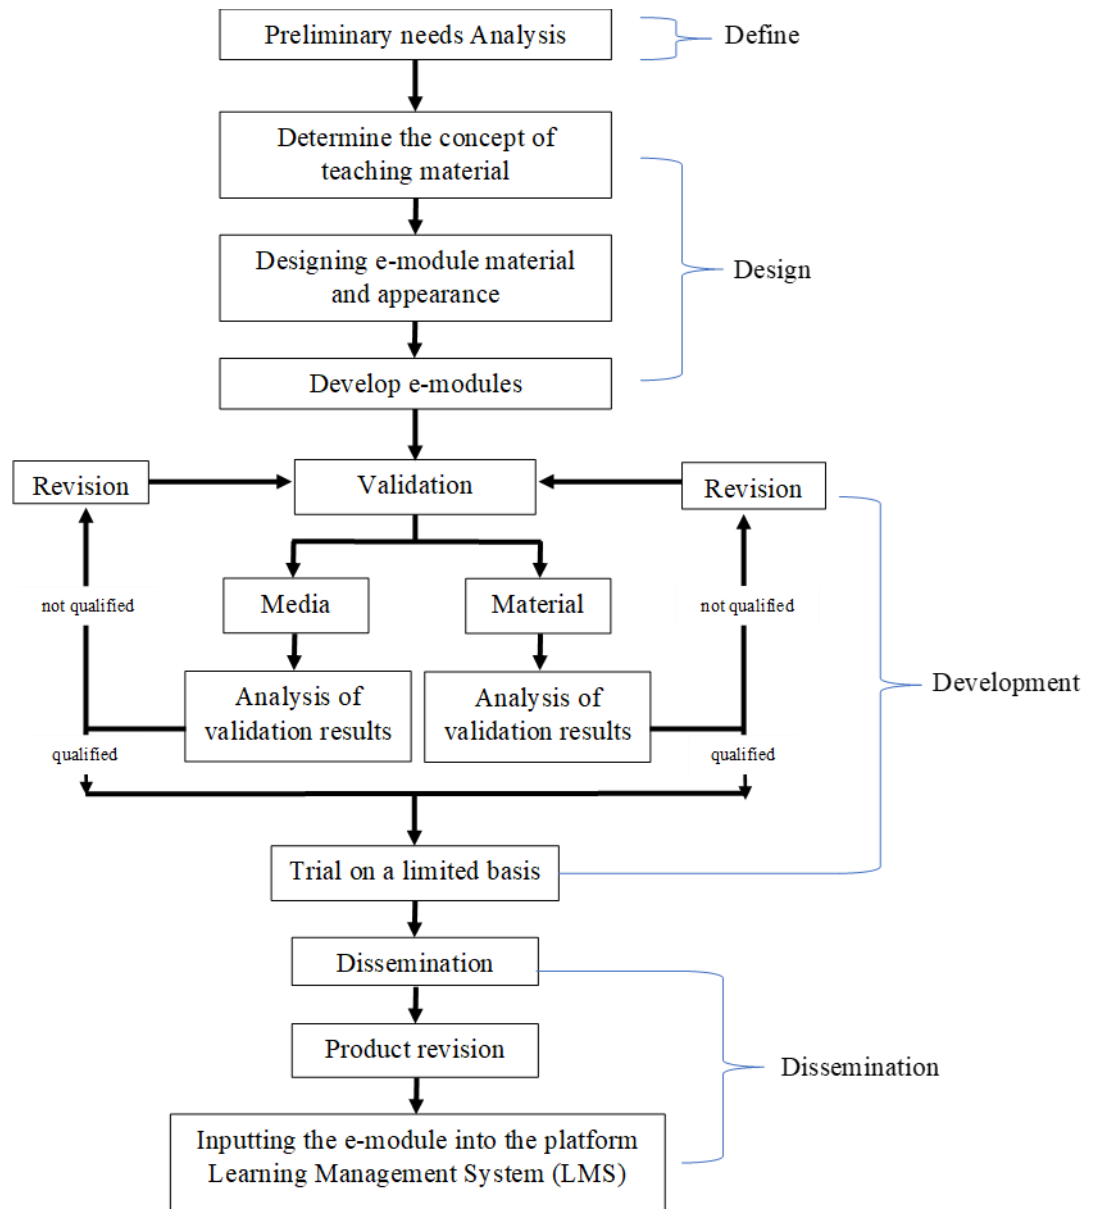 Preliminary needs Analysis
Define
Determine the concept of
teaching material
Designing e-module material
and appearance
Design
Develop e-modules
Revision
Validation
Revision
not qualified
Media
Material
not qualified
Analysis of
validation results
Analysis of
validation results
Development
qualified
qualified
Trial on a limited basis
Dissemination
Product revision
Dissemination
Inputting the e-module into the platform
Learning Management System (LMS)